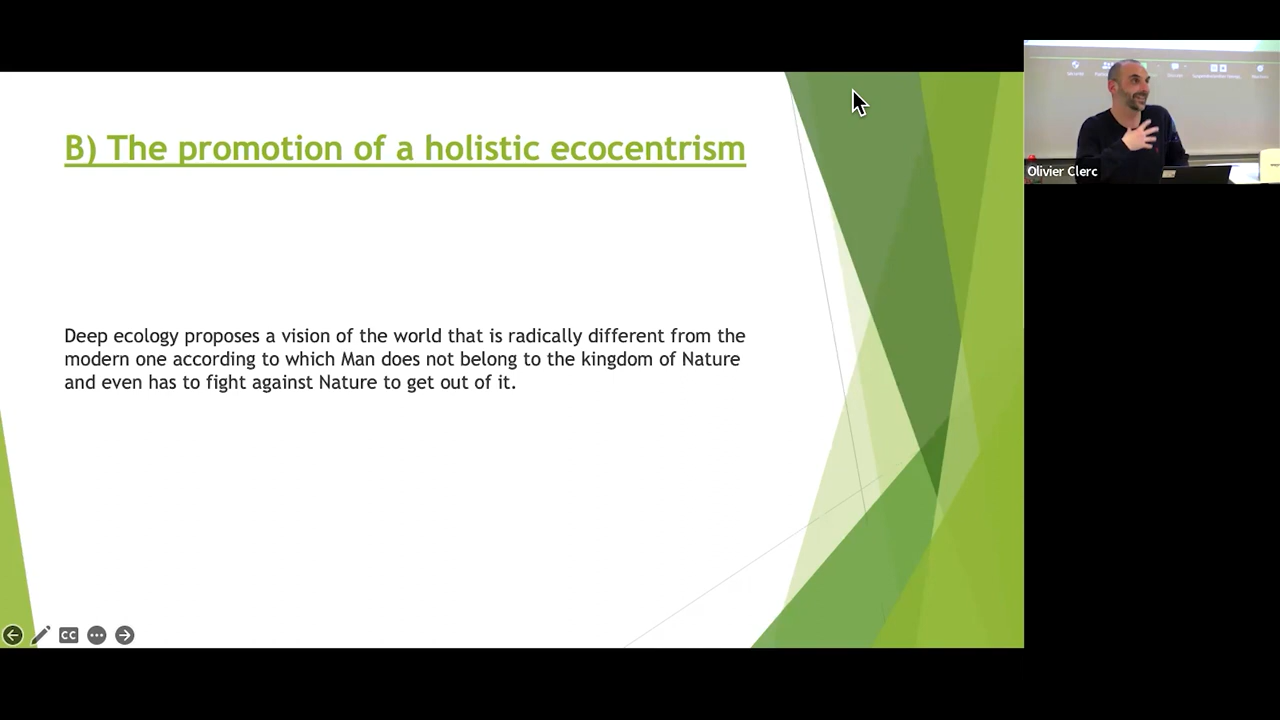 B) The promotion of a holistic ecocentrism
Deep ecology proposes a vision of the world that is radically different from the
modern one according to which Man does not belong to the kingdom of Nature
and even has to fight against Nature to get out of it.
CC
Olivier Clerc